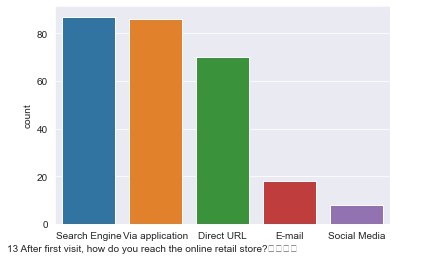 80
60
40
20
0
count
Search Engine Via application Direct URL E-mail Social Media
13 After first visit, how do you reach the online retail store?□□□□